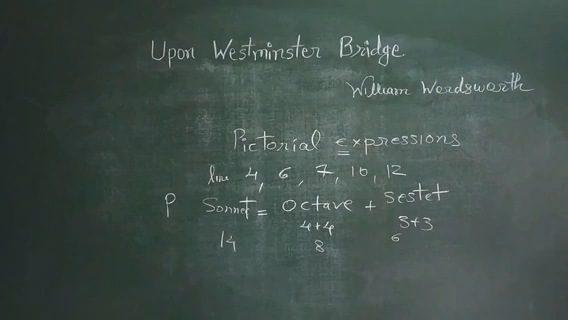 Upon Westminster Bridge
William Wordsworth
Pictorial expressions
line 4, 6, 7, 10, 12
P Sonnet = Octave + Sestet
4+4 3+3
14 8 6